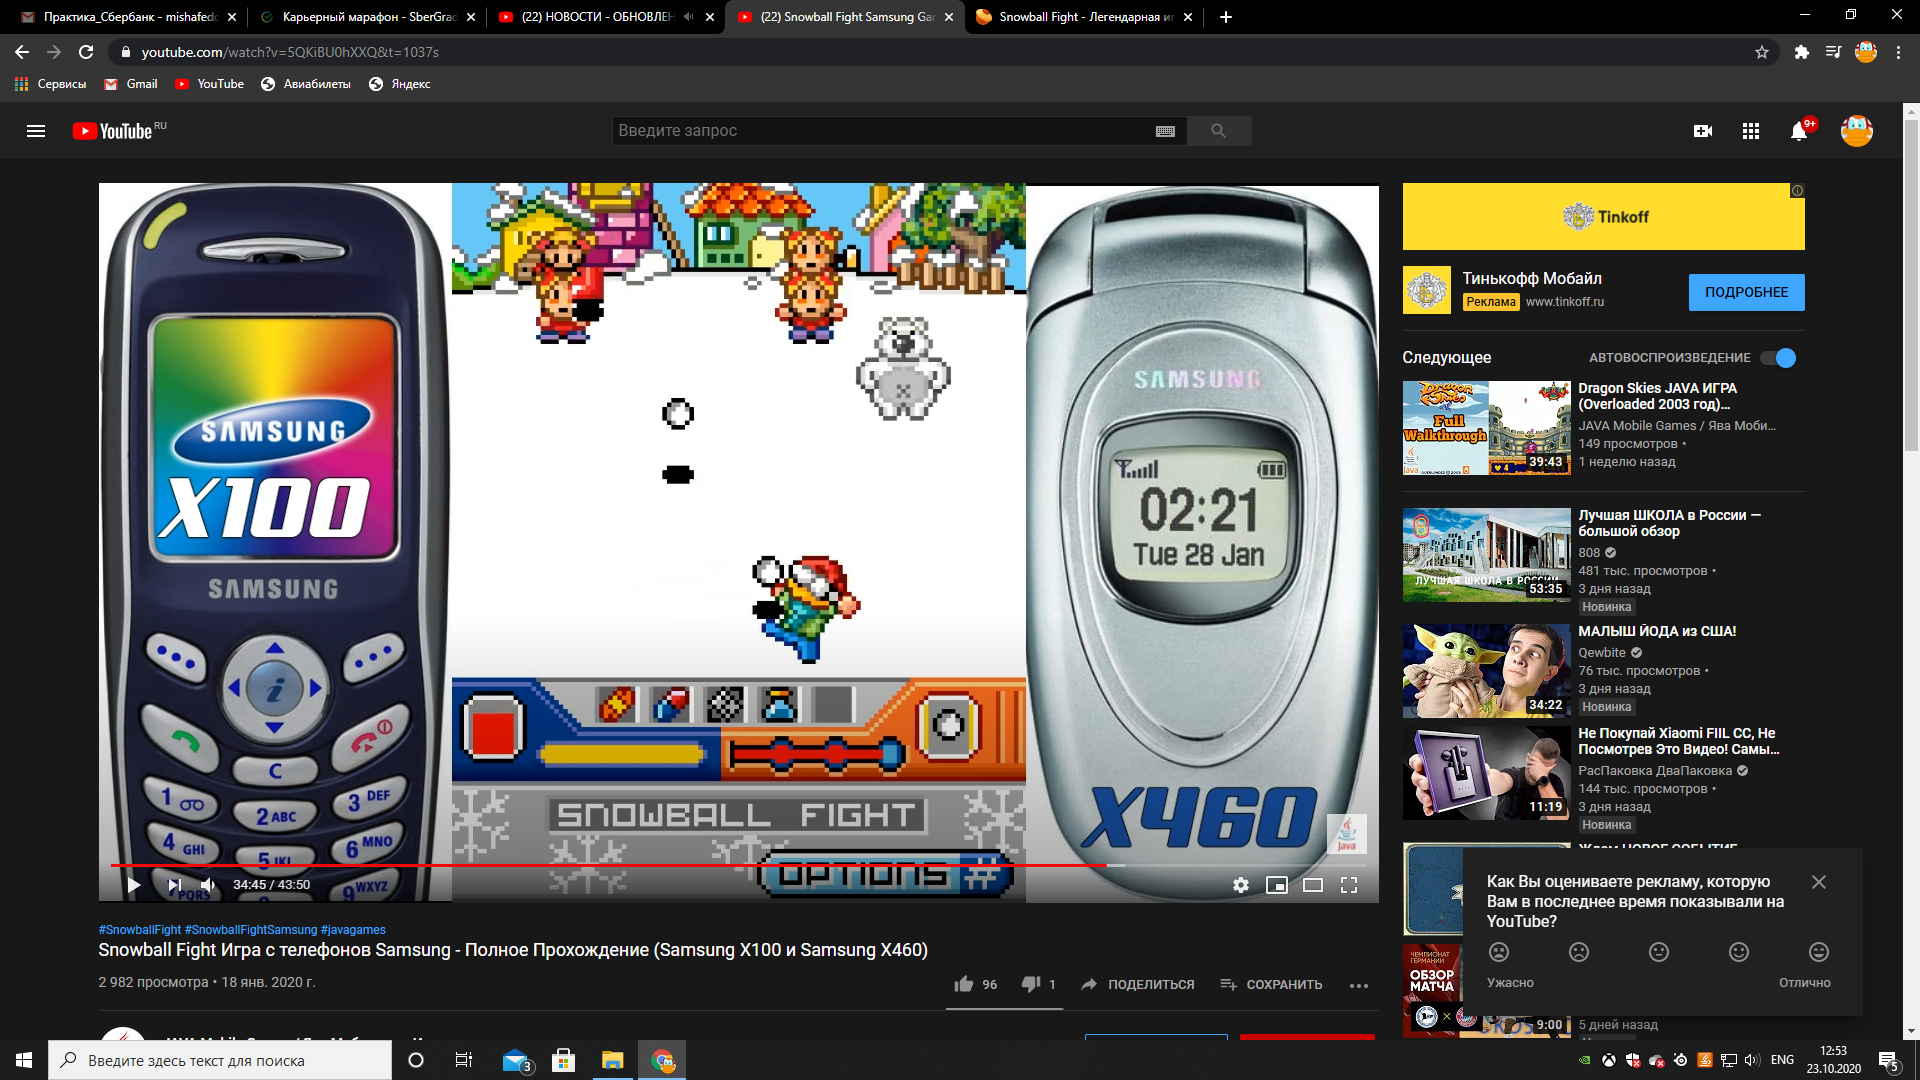 Практика_Сбербанк - mishafedo
Карьерный марафон - SberGrad
(22) НОВОСТИ - ОБНОВЛЕН
(22) Snowball Fight Samsung Gar
Snowball Fight - Легендарная иг
youtube.com/watch?v=5QKiBU0hXXQ&t=1037s
Сервисы
Gmail
YouTube
Авиабилеты
Яндекс
YouTube RU
Введите запрос
9+
SAMSUNG
X100
SAMSUNG
i
C
1
2 ABC
3 DEF
4 GHI
5 JKL
6 MNO
7PQRS
9WXYZ
SNOWBALL FIGHT
OPTIONS #
SAMSUNG
02:21
Tue 28 Jan
X460
Java
34:45 / 43:50
#SnowballFight #SnowballFightSamsung #javagames
Snowball Fight Игра с телефонов Samsung - Полное Прохождение (Samsung X100 и Samsung X460)
2 982 просмотра • 18 янв. 2020 г.
96
1
ПОДЕЛИТЬСЯ
СОХРАНИТЬ
Tinkoff
Тинькофф Мобайл
Реклама www.tinkoff.ru
ПОДРОБНЕЕ
Следующее
АВТОВОСПРОИЗВЕДЕНИЕ
Dragon Skies
Full
Walkthrough
39:43
Dragon Skies JAVA ИГРА
(Overloaded 2003 год)...
JAVA Mobile Games / Ява Моби...
149 просмотров •
1 неделю назад
ЛУЧШАЯ ШКОЛА В РОССИИ
53:35
Лучшая ШКОЛА в России —
большой обзор
808
481 тыс. просмотров •
3 дня назад
Новинка
34:22
МАЛЫШ ЙОДА из США!
Qewbite
76 тыс. просмотров •
3 дня назад
Новинка
11:19
Не Покупай Xiaomi FIIL CC, Не
Посмотрев Это Видео! Самы...
РасПаковка ДваПаковка
144 тыс. просмотров •
3 дня назад
Новинка
ЧЕМПИОНАТ
ГЕРМАНИИ
ОБЗОР
МАТЧА
9:00
5 дней назад
Как Вы оцениваете рекламу, которую
Вам в последнее время показывали на
YouTube?
Ужасно
Отлично
Введите здесь текст для поиска
3
ENG
12:53
23.10.2020
5